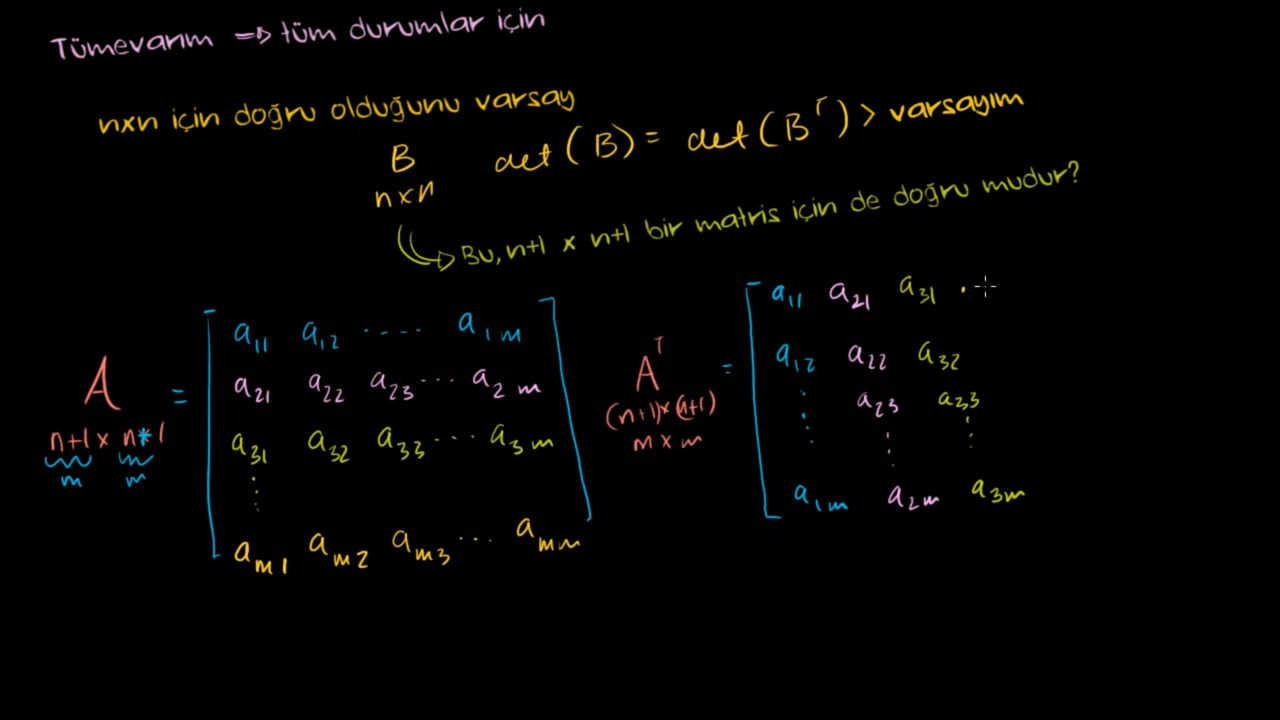 Tümevarım => tüm durumlar için
nxn için doğru olduğunu varsay
B det(B) = det(Bᵀ) > varsayım
nxn
Bu, n+1 x n+1 bir matris için de doğru mudur?
A = [ a₁₁ a₁₂ ···· a₁ₘ
a₂₁ a₂₂ a₂₃ ··· a₂ₘ
a₃₁ a₃₂ a₃₃ ··· a₃ₘ
⋮
aₘ₁ aₘ₂ aₘ₃ ··· aₘₘ ]
n+1 x n+1
m m
Aᵀ = [ a₁₁ a₂₁ a₃₁ ·
a₁₂ a₂₂ a₃₂
⋮ a₂₃ a₃₃
⋮ ⋮
a₁ₘ a₂ₘ a₃ₘ
(n+1)x(n+1)
m x m